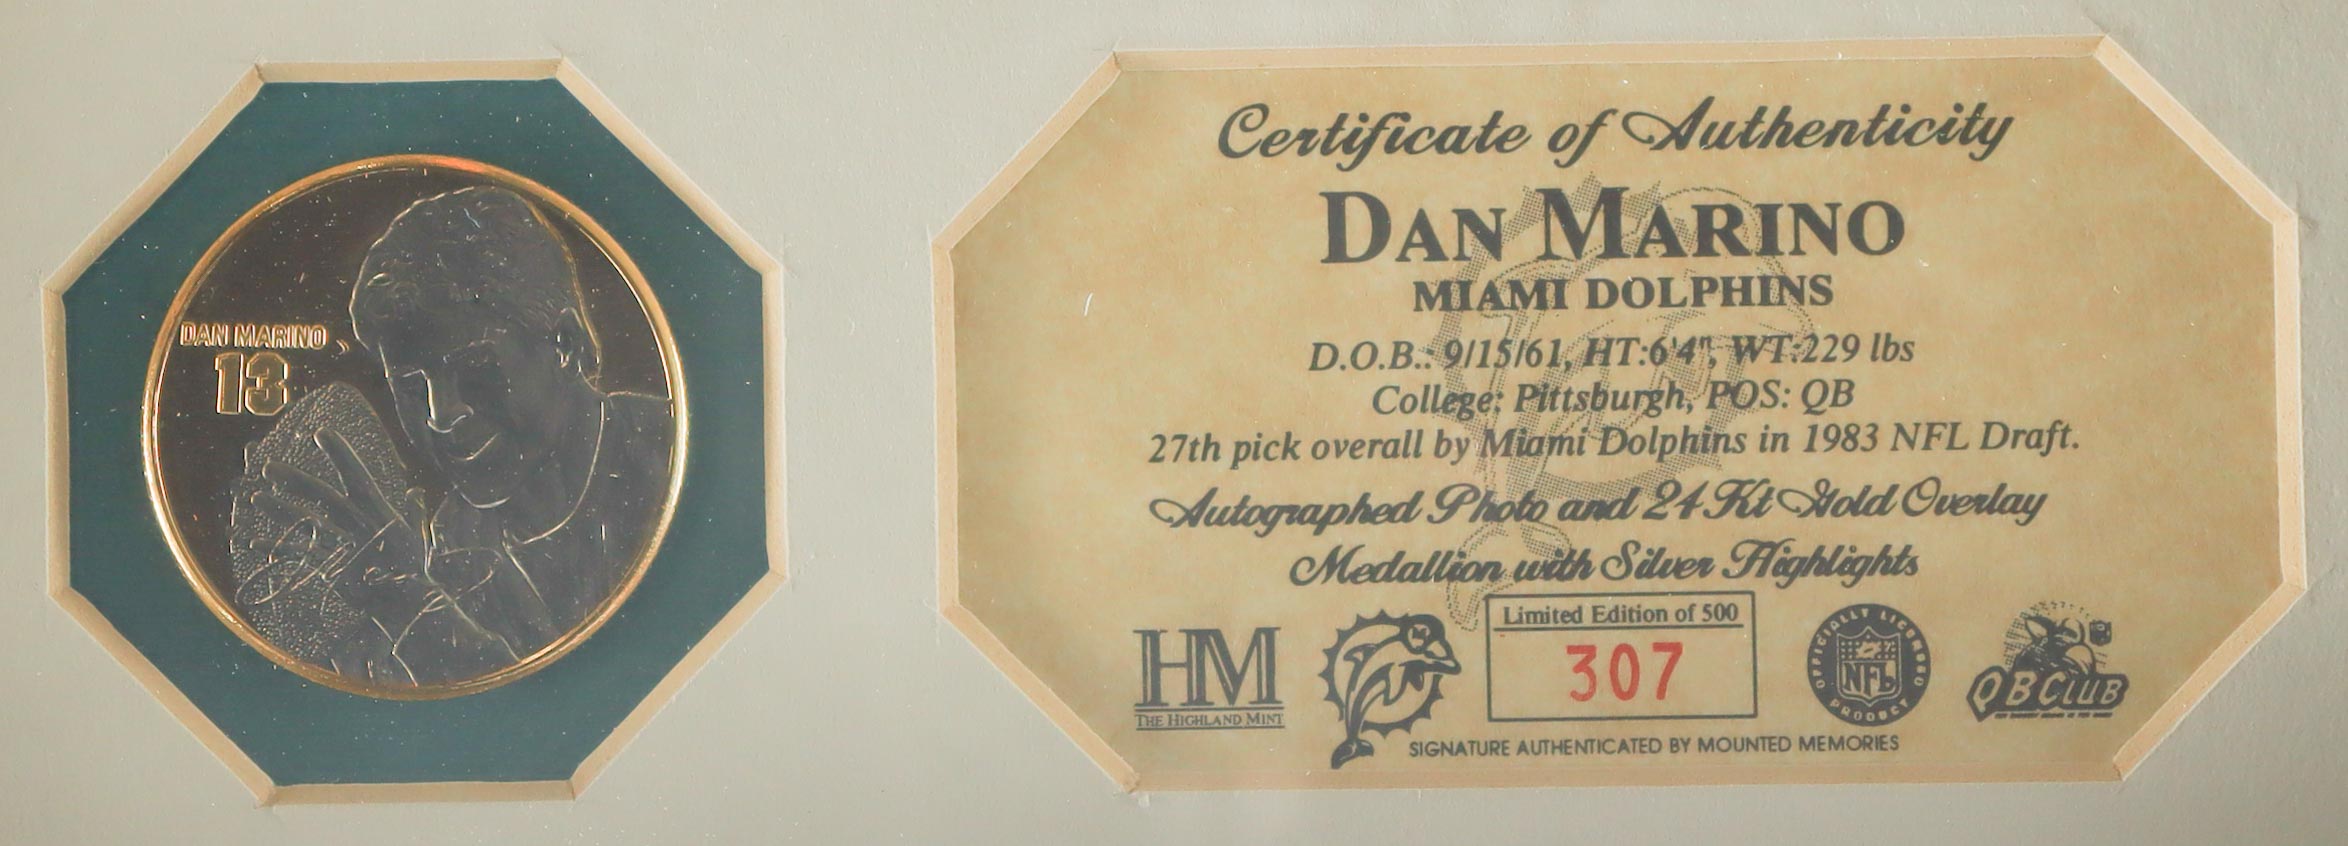 DAN MARINO
13
Certificate of Authenticity
DAN MARINO
MIAMI DOLPHINS
D.O.B.: 9/15/61, HT:6'4", WT:229 lbs
College: Pittsburgh, POS: QB
27th pick overall by Miami Dolphins in 1983 NFL Draft.
Autographed Photo and 24 Kt Gold Overlay
Medallion with Silver Highlights
HM
THE HIGHLAND MINT
Limited Edition of 500
307
OFFICIALLY LICENSED
NFL
PRODUCT
QB CLUB
SIGNATURE AUTHENTICATED BY MOUNTED MEMORIES